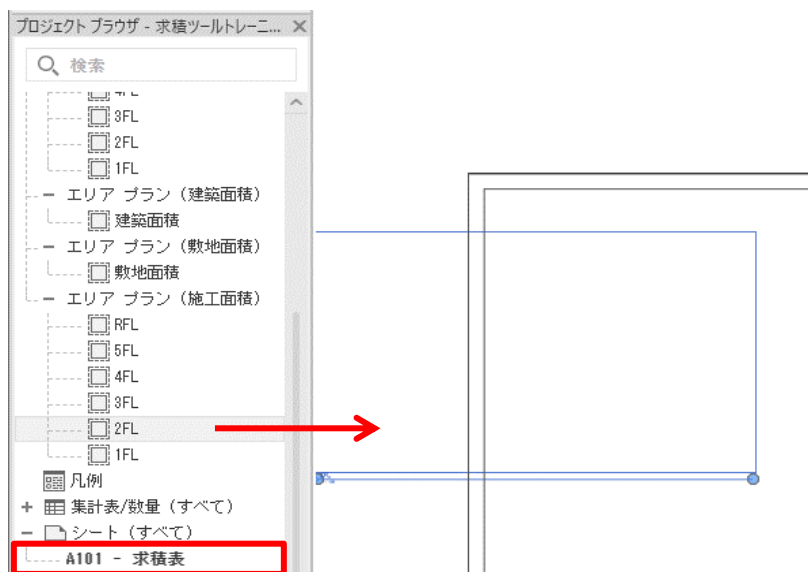 プロジェクト ブラウザ - 求積ツールトレーニ...
検索
3FL
2FL
1FL
エリア プラン (建築面積)
建築面積
エリア プラン (敷地面積)
敷地面積
エリア プラン (施工面積)
RFL
5FL
4FL
3FL
2FL
1FL
凡例
集計表/数量 (すべて)
シート (すべて)
A101 - 求積表